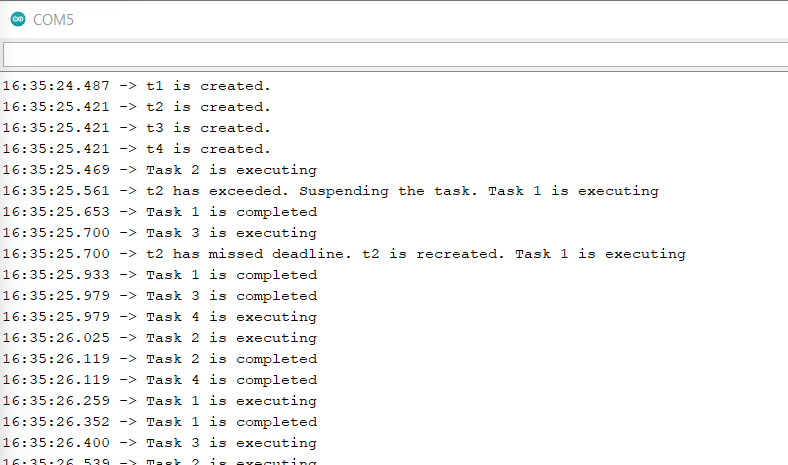 COM5
16:35:24.487 -> t1 is created.
16:35:25.421 -> t2 is created.
16:35:25.421 -> t3 is created.
16:35:25.421 -> t4 is created.
16:35:25.469 -> Task 2 is executing
16:35:25.561 -> t2 has exceeded. Suspending the task. Task 1 is executing
16:35:25.653 -> Task 1 is completed
16:35:25.700 -> Task 3 is executing
16:35:25.700 -> t2 has missed deadline. t2 is recreated. Task 1 is executing
16:35:25.933 -> Task 1 is completed
16:35:25.979 -> Task 3 is completed
16:35:25.979 -> Task 4 is executing
16:35:26.025 -> Task 2 is executing
16:35:26.119 -> Task 2 is completed
16:35:26.119 -> Task 4 is completed
16:35:26.259 -> Task 1 is executing
16:35:26.352 -> Task 1 is completed
16:35:26.400 -> Task 3 is executing
16:35:26.539 -> Task 2 is executing